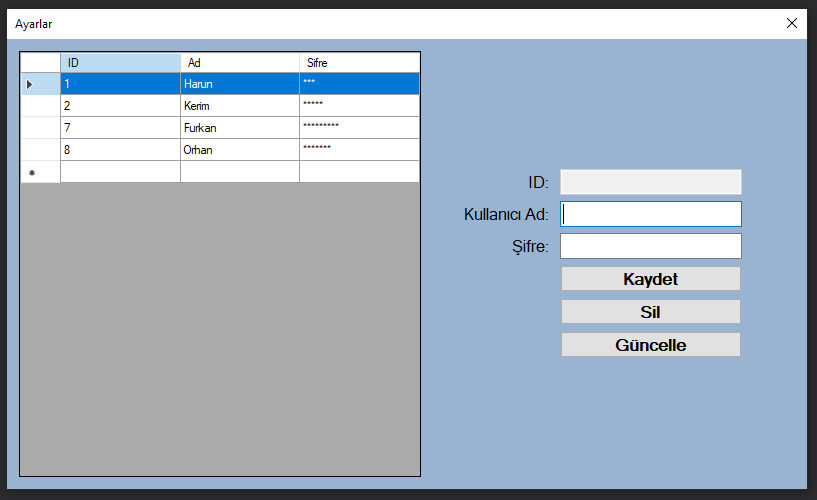 Ayarlar
ID Ad Sifre
1 Harun ***
2 Kerim *****
7 Furkan *********
8 Orhan *******
ID:
Kullanıcı Ad:
Şifre:
Kaydet
Sil
Güncelle